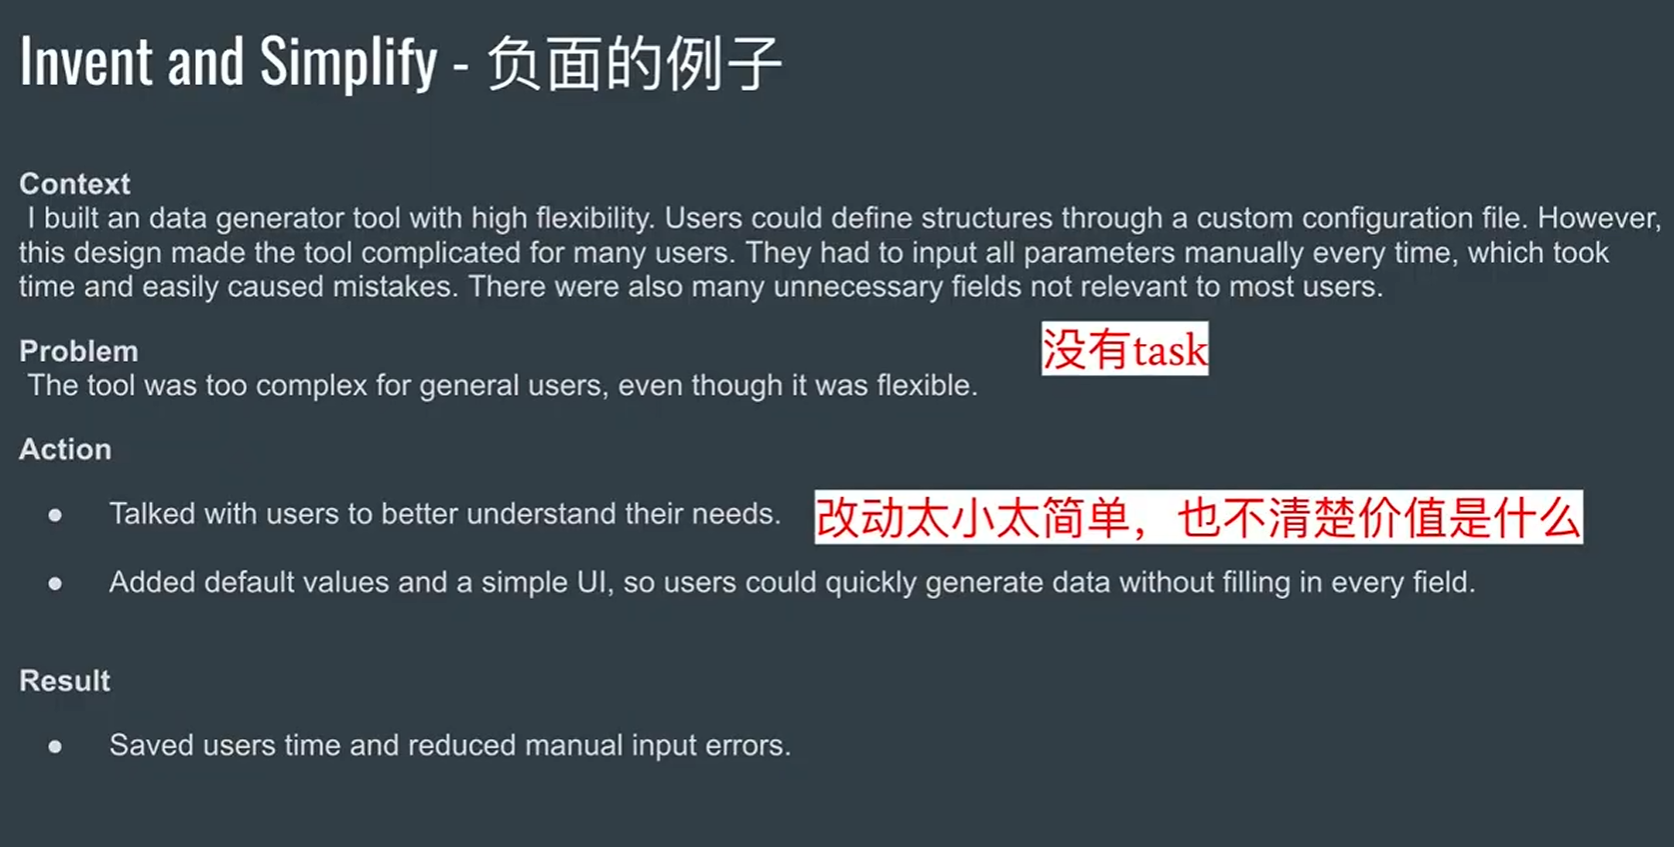 Invent and Simplify - 负面的例子
Context
I built an data generator tool with high flexibility. Users could define structures through a custom configuration file. However,
this design made the tool complicated for many users. They had to input all parameters manually every time, which took
time and easily caused mistakes. There were also many unnecessary fields not relevant to most users.
没有task
Problem
The tool was too complex for general users, even though it was flexible.
Action
● Talked with users to better understand their needs.
改动太小太简单，也不清楚价值是什么
● Added default values and a simple UI, so users could quickly generate data without filling in every field.
Result
● Saved users time and reduced manual input errors.